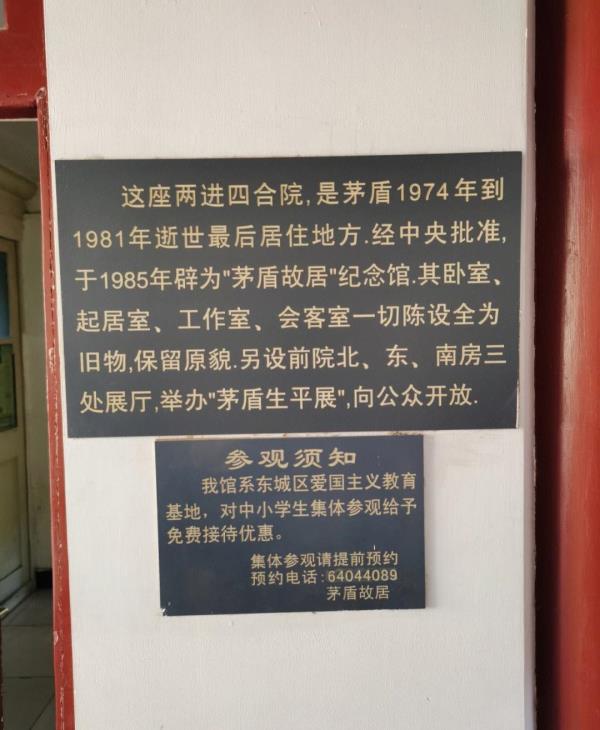 这座两进四合院,是茅盾1974年到
1981年逝世最后居住地方.经中央批准,
于1985年辟为"茅盾故居"纪念馆.其卧室、
起居室、工作室、会客室一切陈设全为
旧物,保留原貌.另设前院北、东、南房三
处展厅,举办"茅盾生平展",向公众开放.
参观须知
我馆系东城区爱国主义教育
基地，对中小学生集体参观给予
免费接待优惠。
集体参观请提前预约
预约电话:64044089
茅盾故居